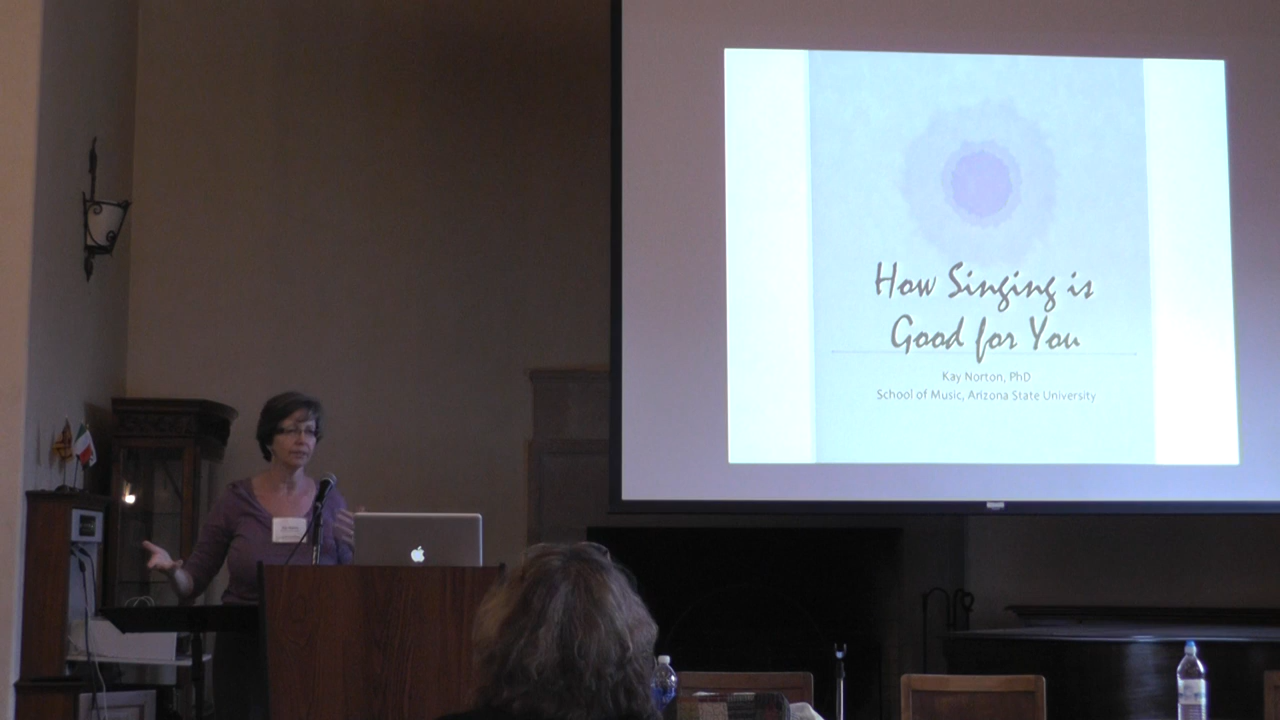 How Singing is
Good for You
Kay Norton, PhD
School of Music, Arizona State University